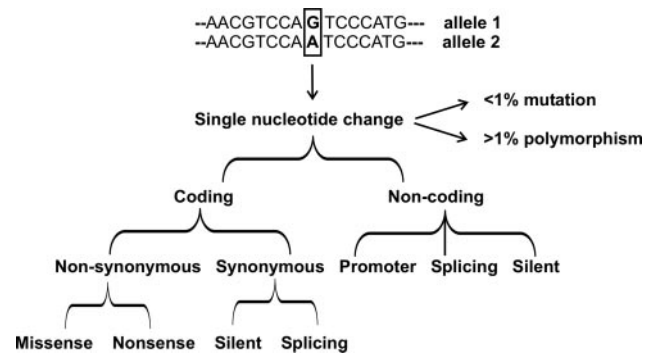 --AACGTCCAGTCCCATG--- allele 1
--AACGTCCAATCCCATG--- allele 2
<1% mutation
Single nucleotide change
>1% polymorphism
Coding Non-coding
Non-synonymous Synonymous Promoter Splicing Silent
Missense Nonsense Silent Splicing